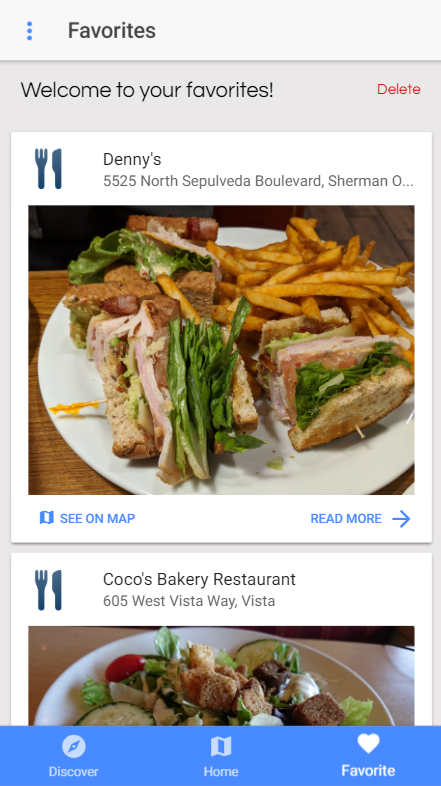 Favorites
Welcome to your favorites!
Delete
Denny's
5525 North Sepulveda Boulevard, Sherman O...
SEE ON MAP
READ MORE
Coco's Bakery Restaurant
605 West Vista Way, Vista
Discover
Home
Favorite